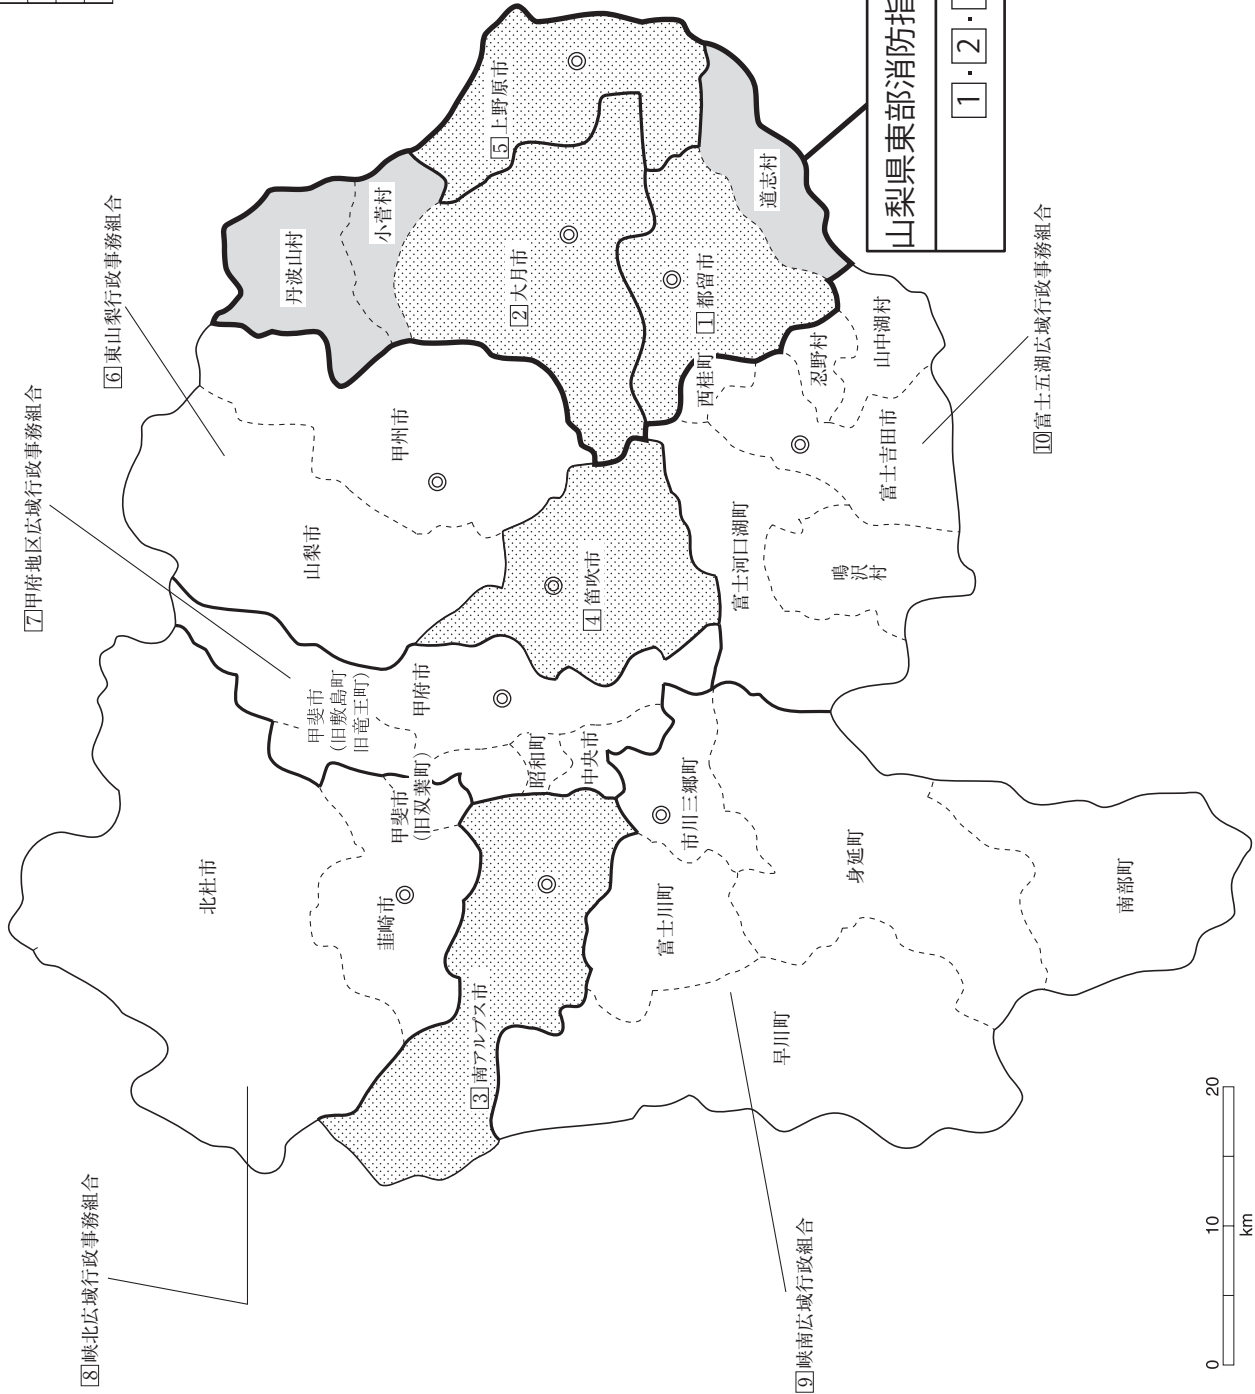 8 峡北広域行政事務組合
7 甲府地区広域行政事務組合
6 東山梨行政事務組合
9 峡南広域行政組合
10 富士五湖広域行政事務組合
北杜市
韮崎市
甲斐市
(旧双葉町)
甲斐市
(旧敷島町
旧竜王町)
甲府市
昭和町
中央市
山梨市
甲州市
丹波山村
小菅村
5 上野原市
2 大月市
1 都留市
道志村
4 笛吹市
3 南アルプス市
西桂町
忍野村
山中湖村
富士吉田市
富士河口湖町
鳴沢村
市川三郷町
富士川町
早川町
身延町
南部町
山梨県東部消防指
1・2・
0 10 20
km